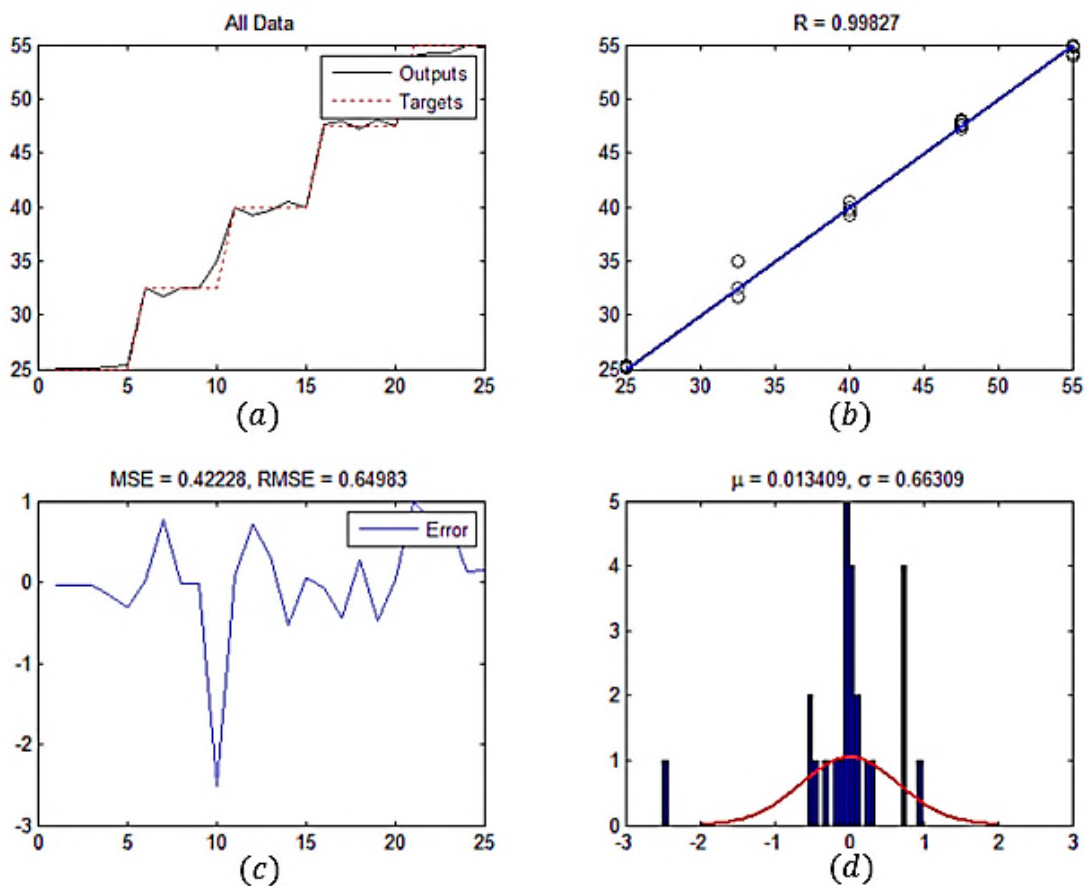 All Data
55
50
45
40
35
30
25
0 5 10 15 20 25
Outputs
Targets
(a)
R = 0.99827
55
50
45
40
35
30
25
25 30 35 40 45 50 55
(b)
MSE = 0.42228, RMSE = 0.64983
1
0
-1
-2
-3
0 5 10 15 20 25
Error
(c)
μ = 0.013409, σ = 0.66309
5
4
3
2
1
0
-3 -2 -1 0 1 2 3
(d)